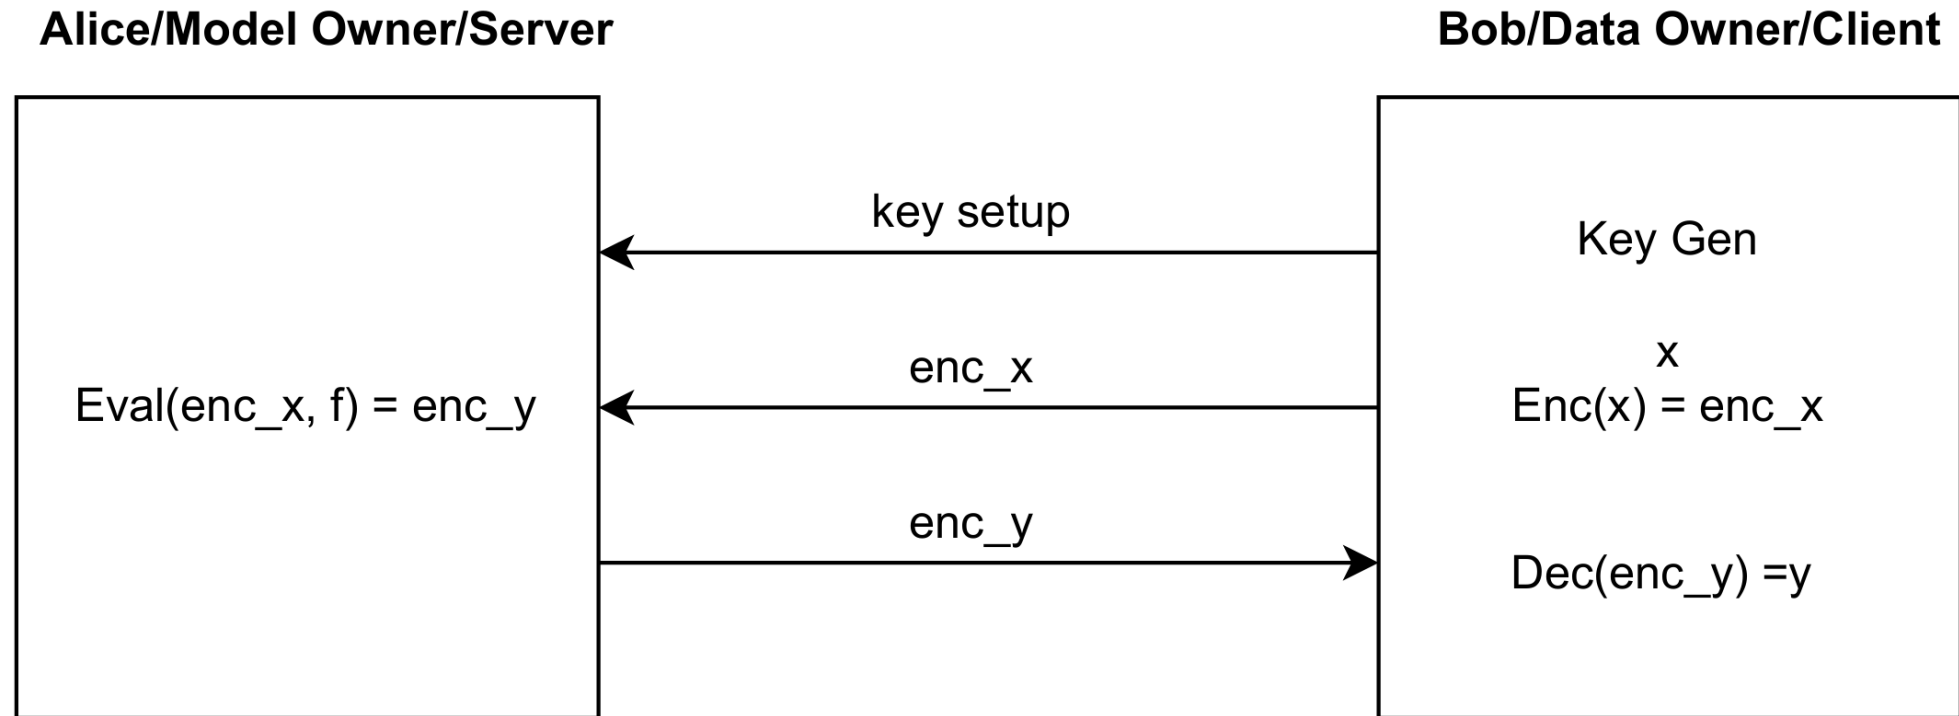 Alice/Model Owner/Server
Bob/Data Owner/Client
key setup
Key Gen
x
enc_x
Eval(enc_x, f) = enc_y
Enc(x) = enc_x
enc_y
Dec(enc_y) =y